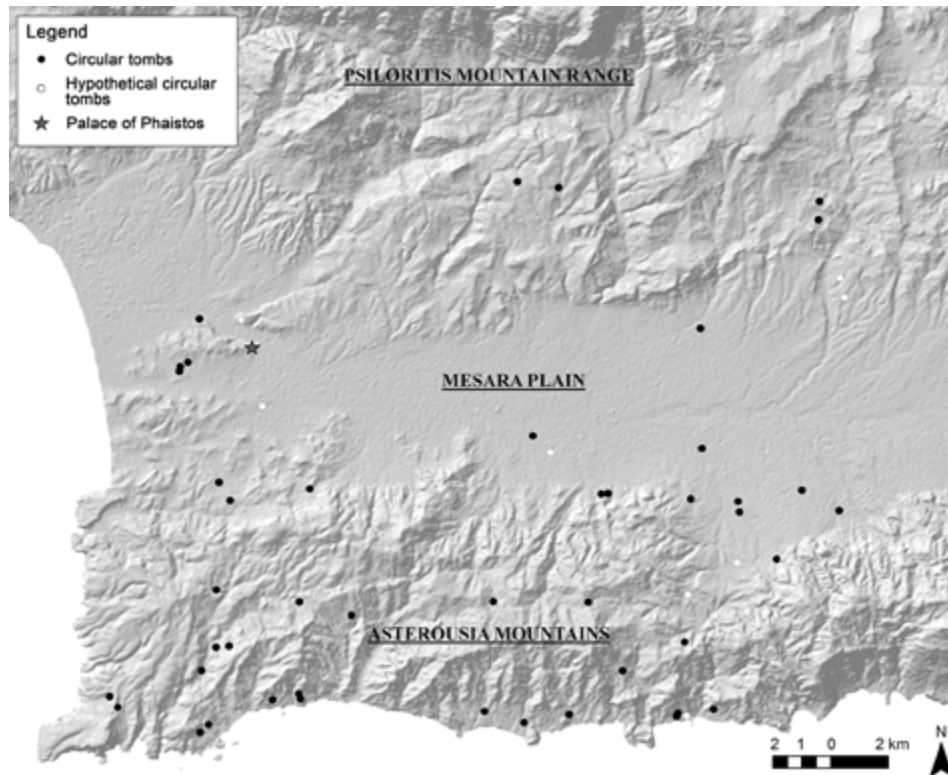 Legend
Circular tombs
Hypothetical circular
tombs
Palace of Phaistos
PSILORITIS MOUNTAIN RANGE
MESARA PLAIN
ASTEROUSIA MOUNTAINS
2 1 0 2 km
N